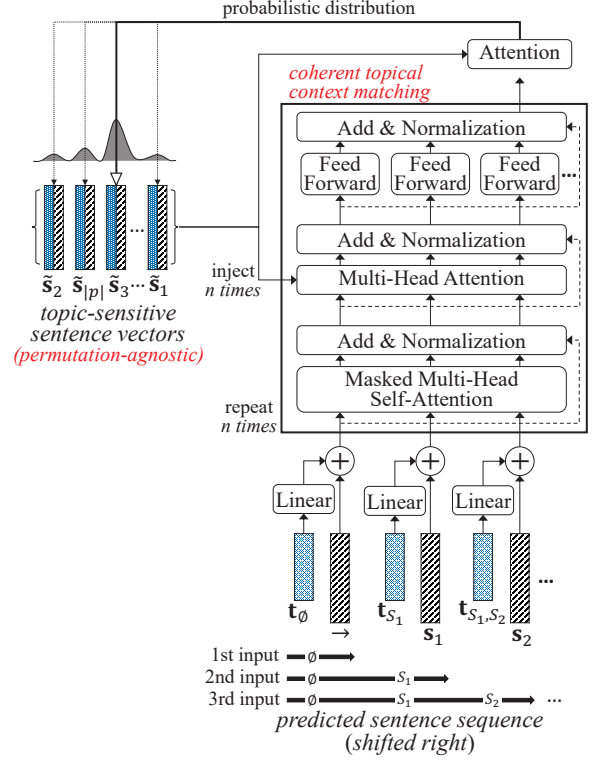 probabilistic distribution
Attention
coherent topical
context matching
Add & Normalization
Feed
Forward
Feed
Forward
Feed
Forward
...
Add & Normalization
inject
n times
Multi-Head Attention
s̃₂ s̃|p| s̃₃ ... s̃₁
topic-sensitive
sentence vectors
(permutation-agnostic)
Add & Normalization
Masked Multi-Head
Self-Attention
repeat
n times
+ + +
Linear Linear Linear
...
t∅ → tS₁ s₁ tS₁,S₂ s₂
1st input ∅
2nd input ∅ S₁
3rd input ∅ S₁ S₂ ...
predicted sentence sequence
(shifted right)